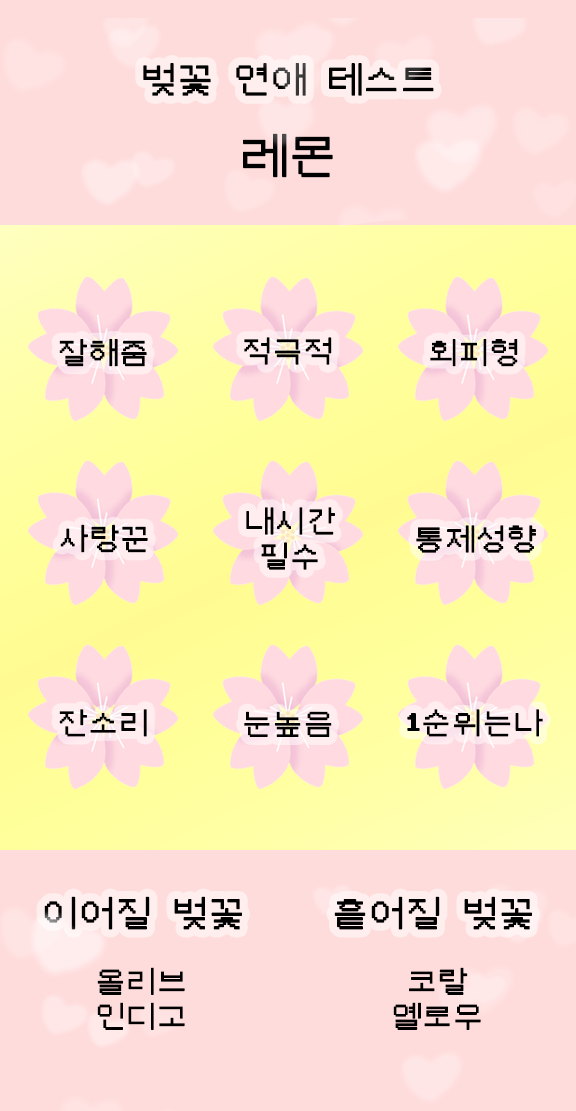 벚꽃 연애 테스트
레몬
잘해줌
적극적
회피형
사랑꾼
내시간
필수
통제성향
잔소리
눈높음
1순위는나
이어질 벚꽃
흩어질 벚꽃
올리브
인디고
코랄
옐로우